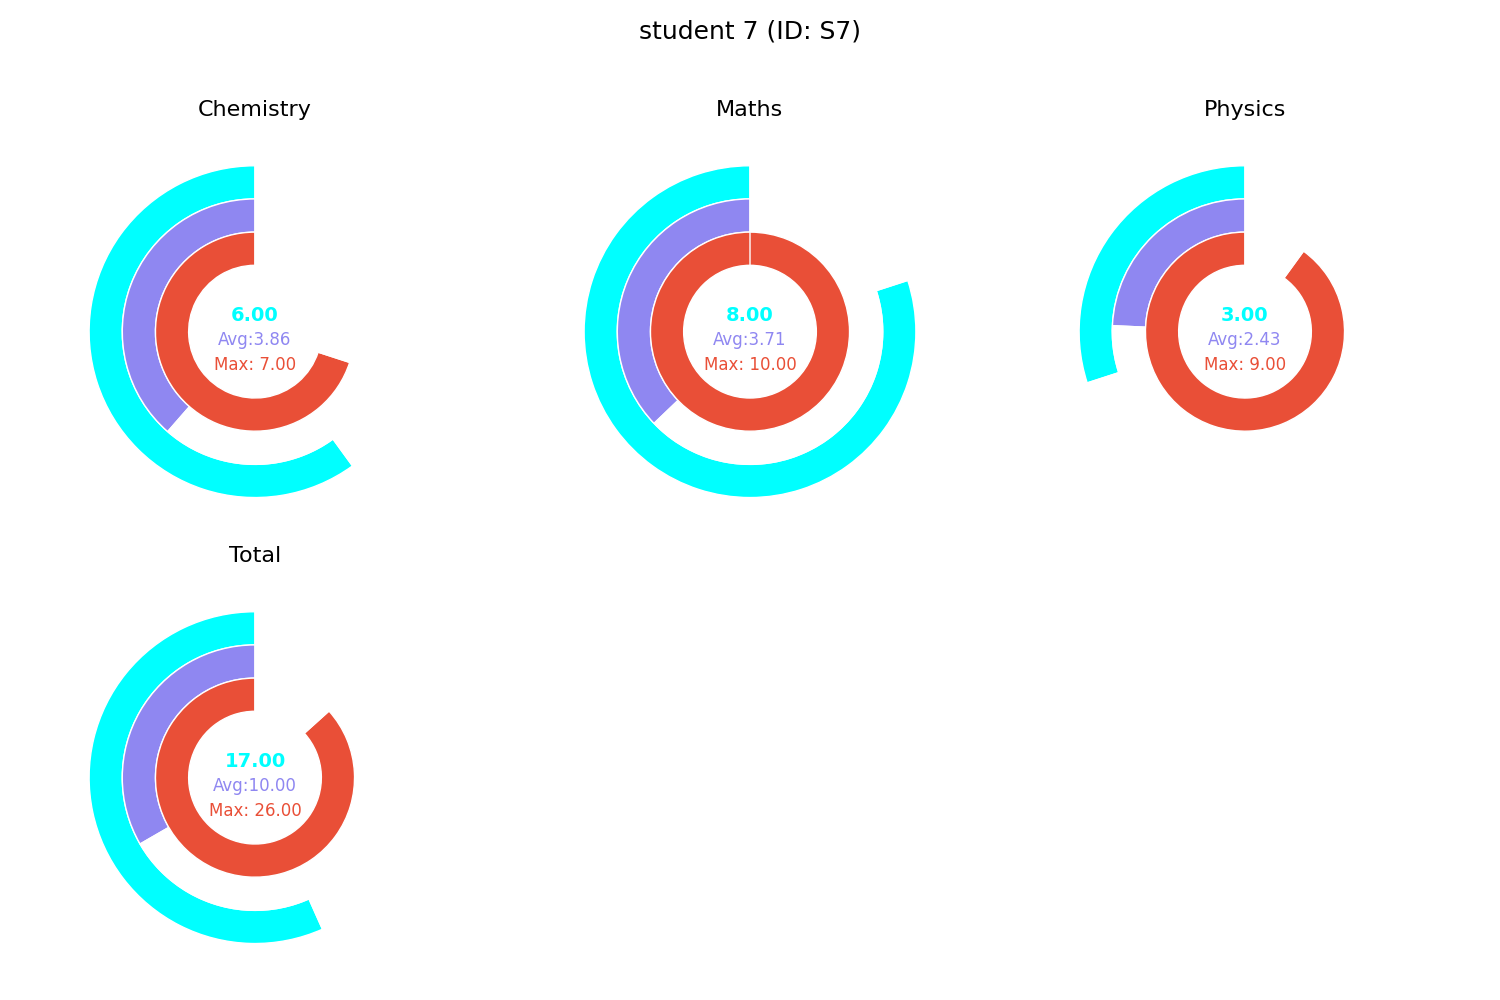 student 7 (ID: S7)
Chemistry
6.00
Avg:3.86
Max: 7.00
Maths
8.00
Avg:3.71
Max: 10.00
Physics
3.00
Avg:2.43
Max: 9.00
Total
17.00
Avg:10.00
Max: 26.00